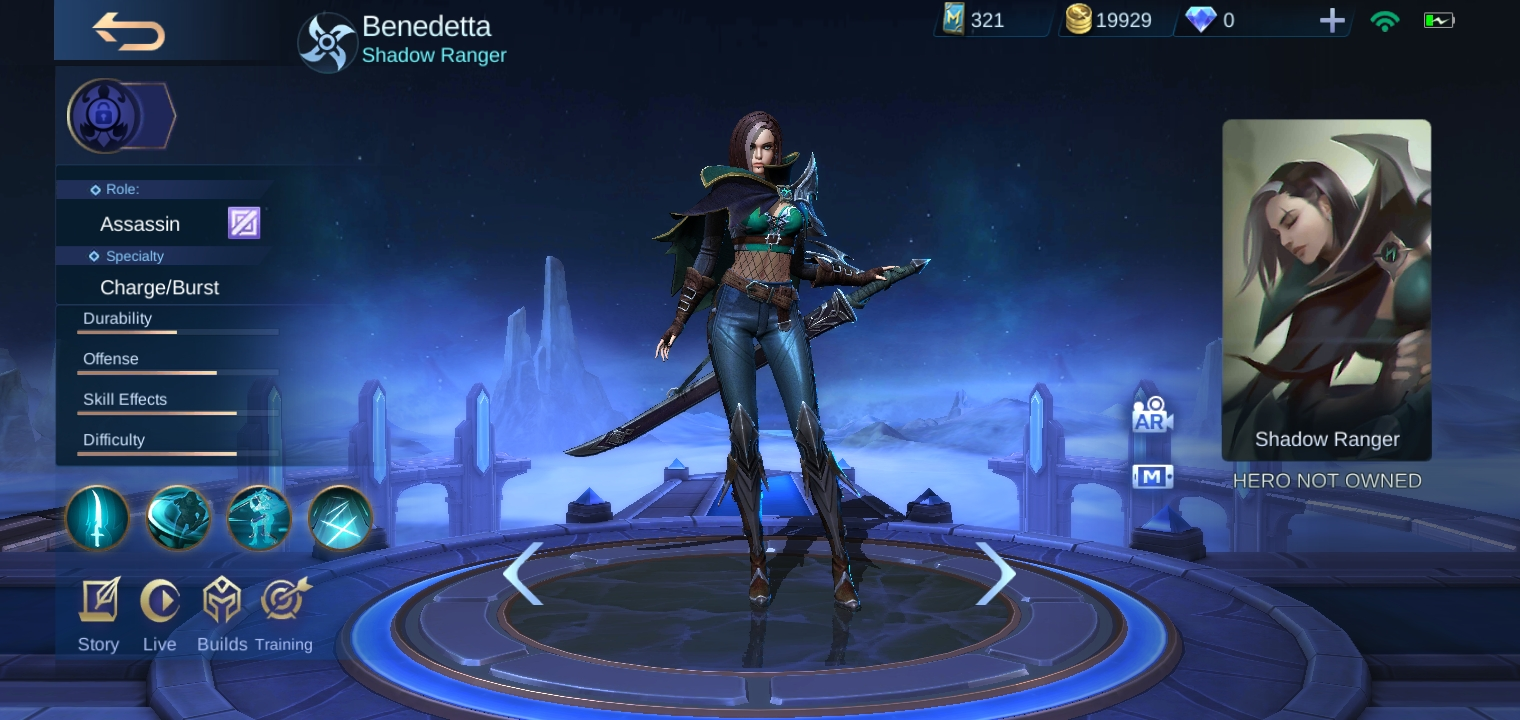 Benedetta
Shadow Ranger
321
19929
0
Role:
Assassin
Specialty
Charge/Burst
Durability
Offense
Skill Effects
Difficulty
AR
M
Shadow Ranger
HERO NOT OWNED
Story
Live
Builds
Training